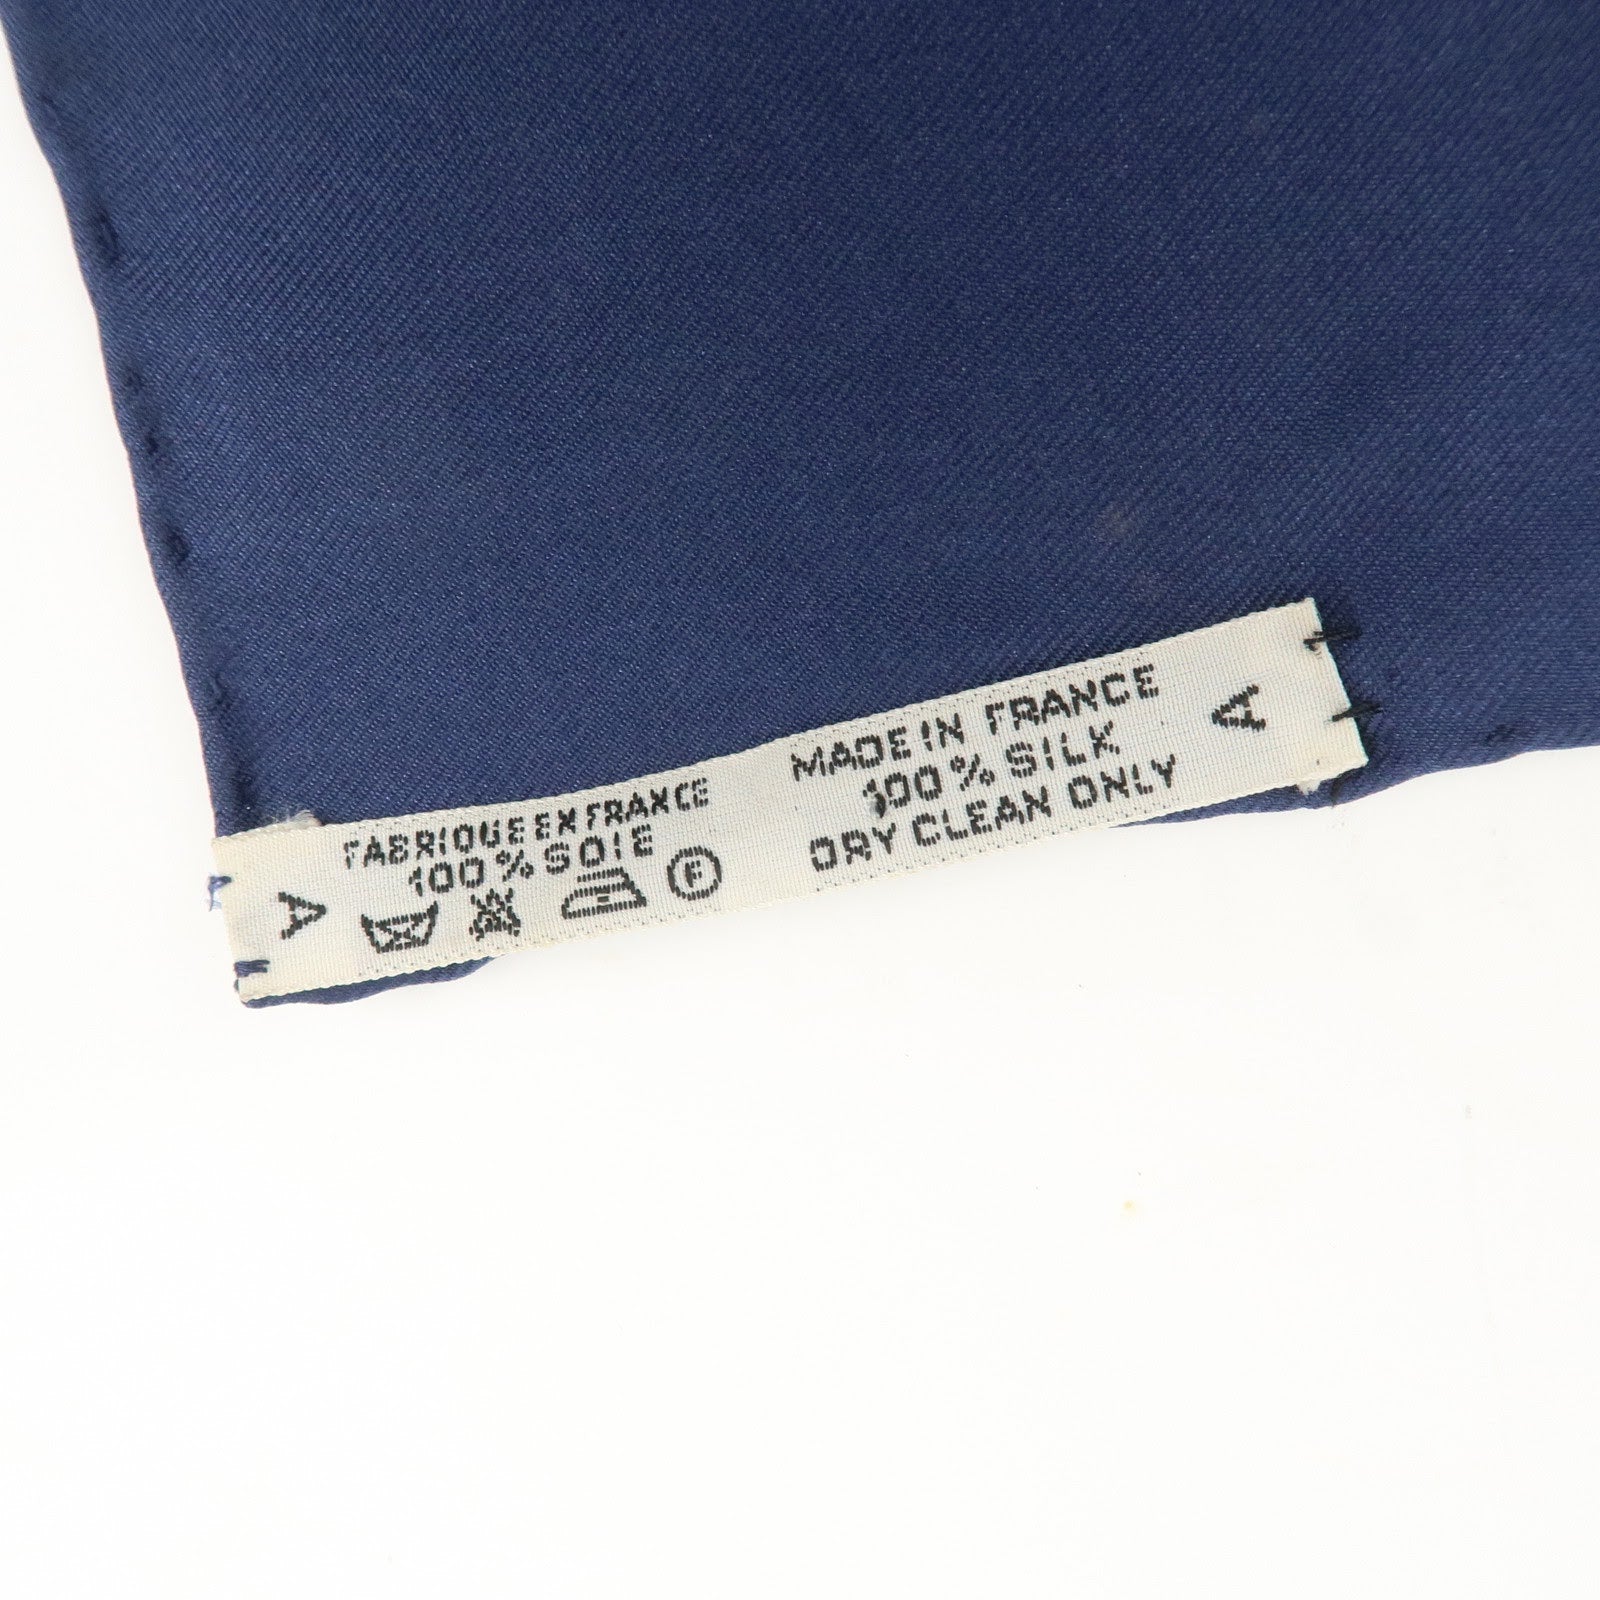 A
FABRIQUE EN FRANCE
100% SOIE
F
MADE IN FRANCE
100% SILK
DRY CLEAN ONLY
A